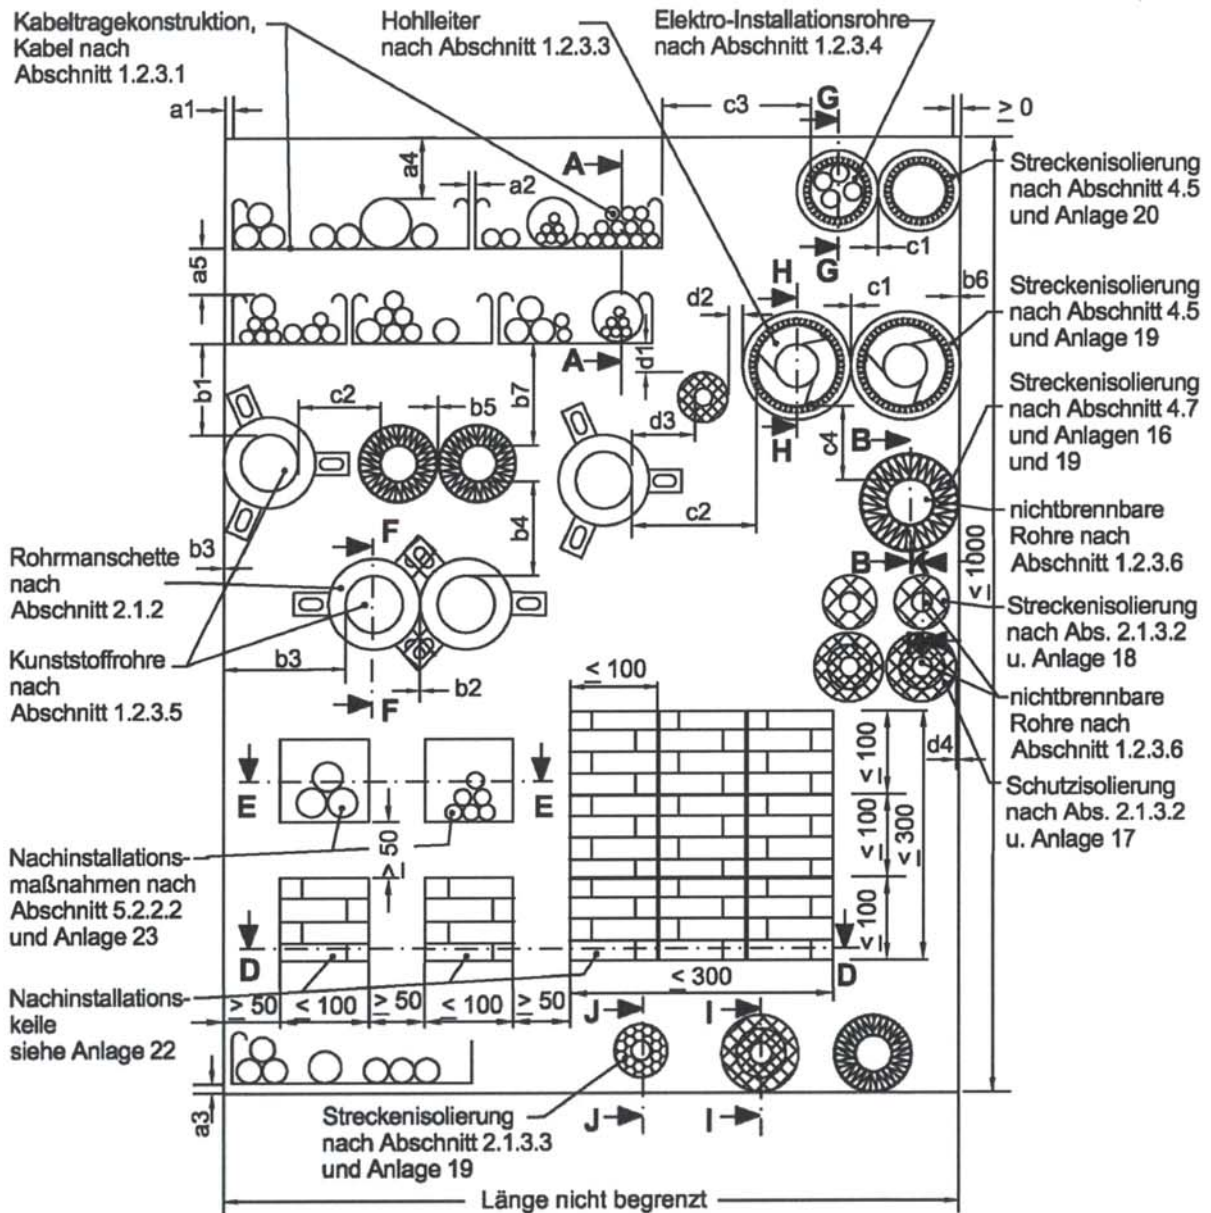 Kabeltragekonstruktion,
Kabel nach
Abschnitt 1.2.3.1
Hohlleiter
nach Abschnitt 1.2.3.3
Elektro-Installationsrohre
nach Abschnitt 1.2.3.4
a1
c3
G
≥ 0
a4
A
a2
Streckenisolierung
nach Abschnitt 4.5
und Anlage 20
a5
G
c1
H
b6
d2
c1
Streckenisolierung
nach Abschnitt 4.5
und Anlage 19
b1
A
d1
b7
c2
b5
d3
H
c4
B
Streckenisolierung
nach Abschnitt 4.7
und Anlagen 16
und 19
b4
c2
nichtbrennbare
Rohre nach
Abschnitt 1.2.3.6
F
b3
B
K
≤ 1000
Rohrmanschette
nach
Abschnitt 2.1.2
Streckenisolierung
nach Abs. 2.1.3.2
u. Anlage 18
Kunststoffrohre
nach
Abschnitt 1.2.3.5
b3
b2
F
≤ 100
nichtbrennbare
Rohre nach
Abschnitt 1.2.3.6
≤ 100
d4
E
E
Schutzisolierung
nach Abs. 2.1.3.2
u. Anlage 17
≤ 100
≤ 300
Nachinstallations-
maßnahmen nach
Abschnitt 5.2.2.2
und Anlage 23
≥ 50
≤ 100
D
D
≤ 300
Nachinstallations-
keile
siehe Anlage 22
≥ 50
≤ 100
≥ 50
≤ 100
≥ 50
J
I
a3
J
I
Streckenisolierung
nach Abschnitt 2.1.3.3
und Anlage 19
Länge nicht begrenzt